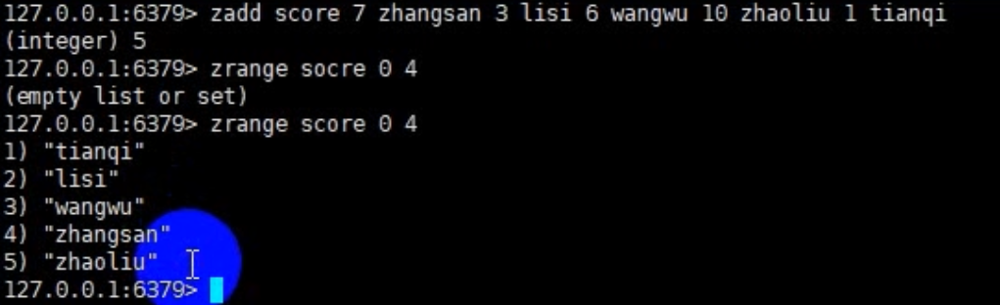 127.0.0.1:6379> zadd score 7 zhangsan 3 lisi 6 wangwu 10 zhaoliu 1 tianqi
(integer) 5
127.0.0.1:6379> zrange socre 0 4
(empty list or set)
127.0.0.1:6379> zrange score 0 4
1) "tianqi"
2) "lisi"
3) "wangwu"
4) "zhangsan"
5) "zhaoliu"
127.0.0.1:6379>